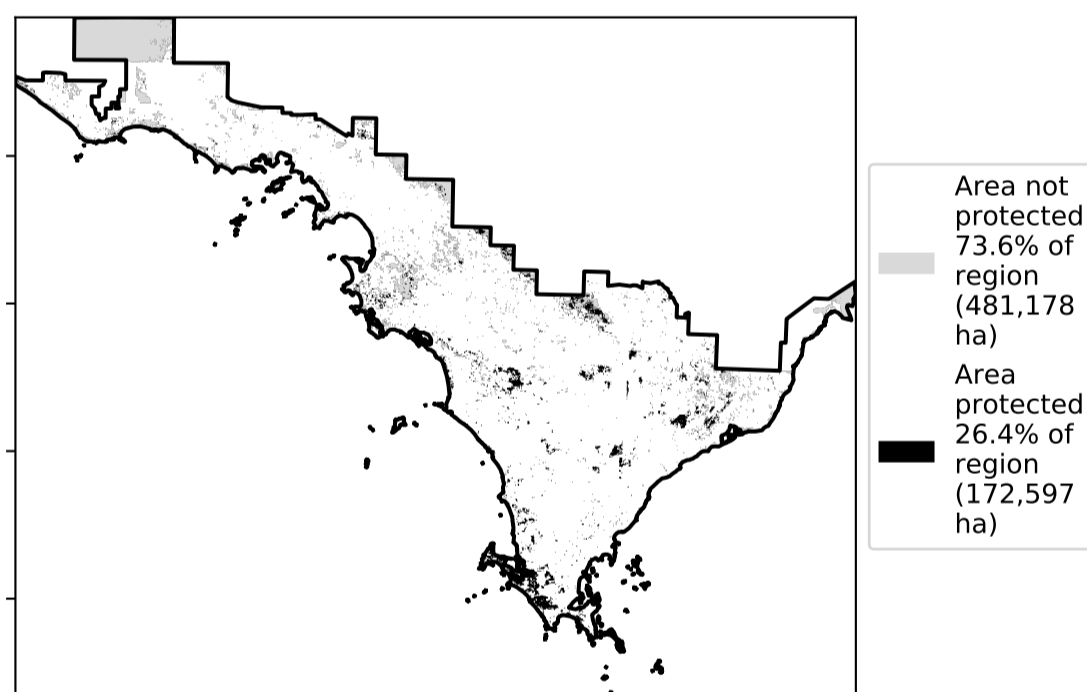 Area not
protected
73.6% of
region
(481,178
ha)
Area
protected
26.4% of
region
(172,597
ha)